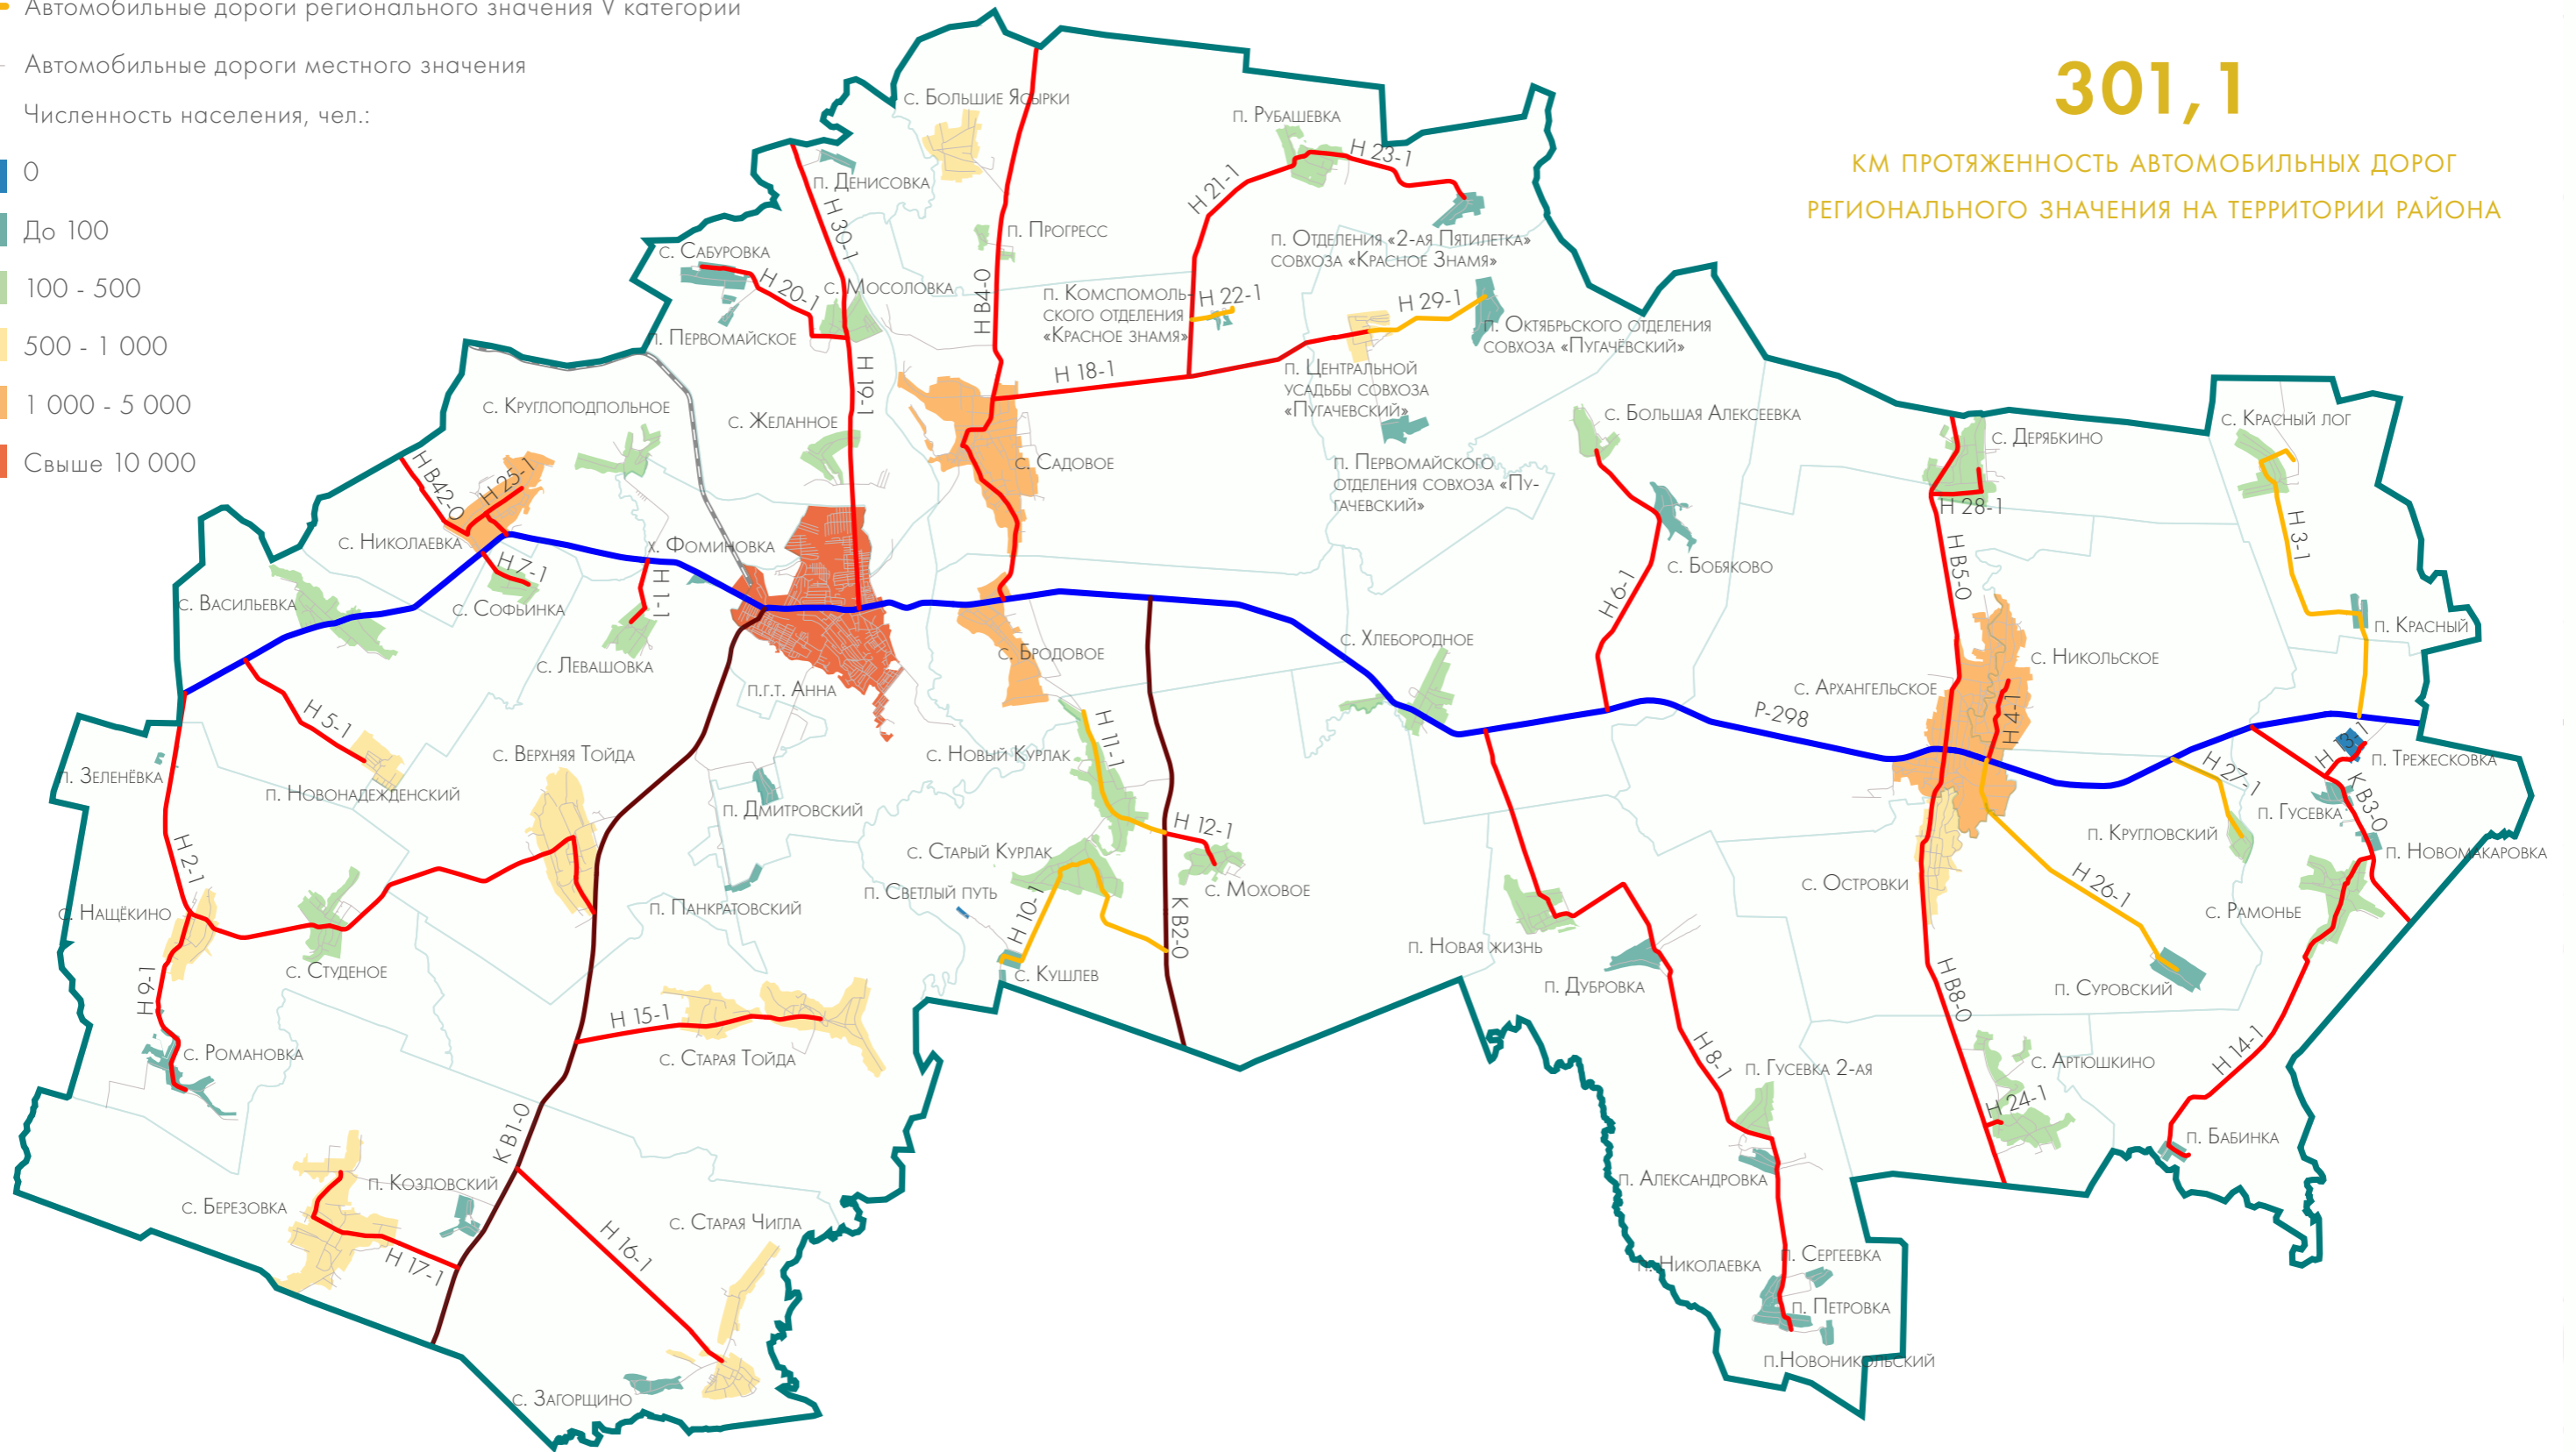 Автомобильные дороги регионального значения V категории
Автомобильные дороги местного значения
Численность населения, чел.:
0
До 100
100 - 500
500 - 1 000
1 000 - 5 000
Свыше 10 000
301,1
КМ ПРОТЯЖЕННОСТЬ АВТОМОБИЛЬНЫХ ДОРОГ
РЕГИОНАЛЬНОГО ЗНАЧЕНИЯ НА ТЕРРИТОРИИ РАЙОНА
с. Большие Ясырки
п. Рубашевка
Н 23-1
п. Денисовка
Н 21-1
Н 30-1
п. Прогресс
п. Отделения «2-ая Пятилетка»
совхоза «Красное Знамя»
с. Сабуровка
Н 20-1
с. Мосоловка
Н В4-0
п. Комспомоль-
ского отделения
«Красное знамя»
Н 22-1
Н 29-1
п. Октябрьского отделения
совхоза «Пугачёвский»
п. Первомайское
Н 19-1
Н 18-1
п. Центральной
усадьбы совхоза
«Пугачевский»
с. Круглоподпольное
с. Желанное
с. Большая Алексеевка
с. Дерябкино
с. Красный лог
с. Садовое
п. Первомайского
отделения совхоза «Пу-
гачевский»
Н В42-0
Н 25-1
Н 28-1
Н 3-1
с. Николаевка
х. Фоминовка
Н В5-0
с. Бобяково
Н 7-1
Н 1-1
Н 6-1
с. Васильевка
с. Софьинка
с. Левашовка
с. Бродовое
с. Хлебородное
п. Красный
с. Никольское
п.г.т. Анна
с. Архангельское
Р-298
Н 4-1
Н 5-1
Н 11-1
с. Верхняя Тойда
с. Новый Курлак
п. Зеленёвка
п. Новонадежденский
п. Дмитровский
Н 13-1
п. Трежесковка
Н 27-1
К В3-0
п. Гусевка
п. Кругловский
Н 12-1
Н 2-1
с. Старый Курлак
с. Моховое
п. Новомакаровка
п. Светлый путь
с. Островки
Н 26-1
с. Нащёкино
п. Панкратовский
Н 10-1
К В2-0
с. Рамонье
с. Студеное
с. Кушлев
п. Новая жизнь
п. Дубровка
Н 9-1
Н В8-0
п. Суровский
Н 15-1
с. Старая Тойда
с. Романовка
Н 8-1
п. Гусевка 2-ая
с. Артюшкино
Н 14-1
Н 24-1
К В1-0
п. Бабинка
п. Козловский
п. Александровка
с. Березовка
с. Старая Чигла
Н 16-1
Н 17-1
п. Николаевка
п. Сергеевка
п. Петровка
п.Новоникольский
с. Загорщино